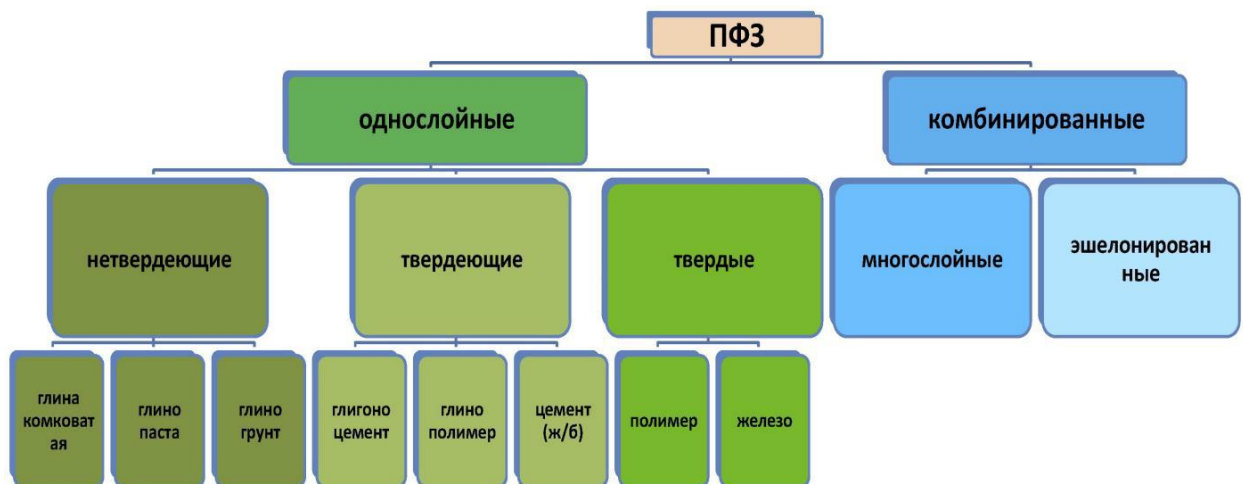 ПФЗ
однослойные
комбинированные
нетвердеющие
твердеющие
твердые
многослойные
эшелонирован
ные
глина
комковат
ая
глино
паста
глино
грунт
глигоно
цемент
глино
полимер
цемент
(ж/б)
полимер
железо